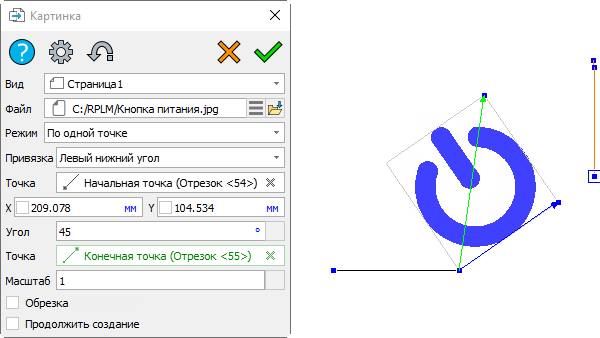 Картинка
?
Вид Страница1
Файл C:/RPLM/Кнопка питания.jpg
Режим По одной точке
Привязка Левый нижний угол
Точка Начальная точка (Отрезок <54>)
X 209.078 мм Y 104.534 мм
Угол 45 °
Точка Конечная точка (Отрезок <55>)
Масштаб 1
Обрезка
Продолжить создание